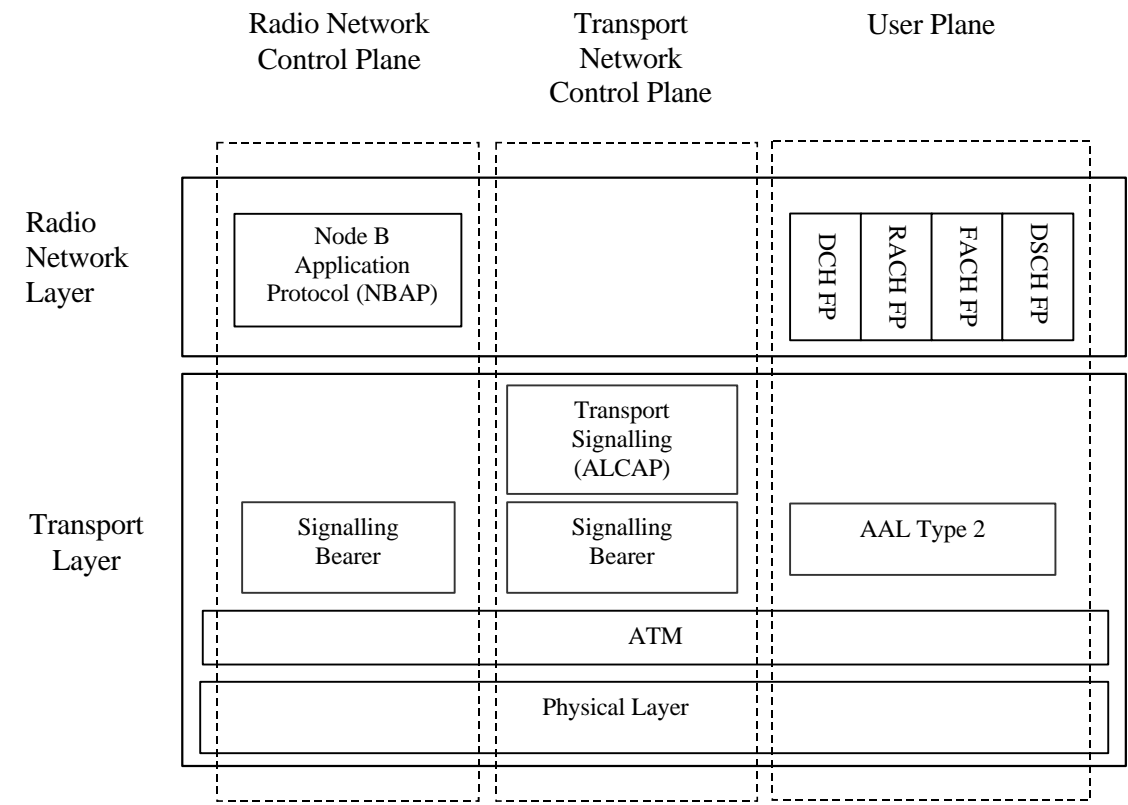 Radio Network
Control Plane
Transport
Network
Control Plane
User Plane
Radio
Network
Layer
Node B
Application
Protocol (NBAP)
DCH FP
RACH FP
FACH FP
DSCH FP
Transport
Signalling
(ALCAP)
Transport
Layer
Signalling
Bearer
Signalling
Bearer
AAL Type 2
ATM
Physical Layer